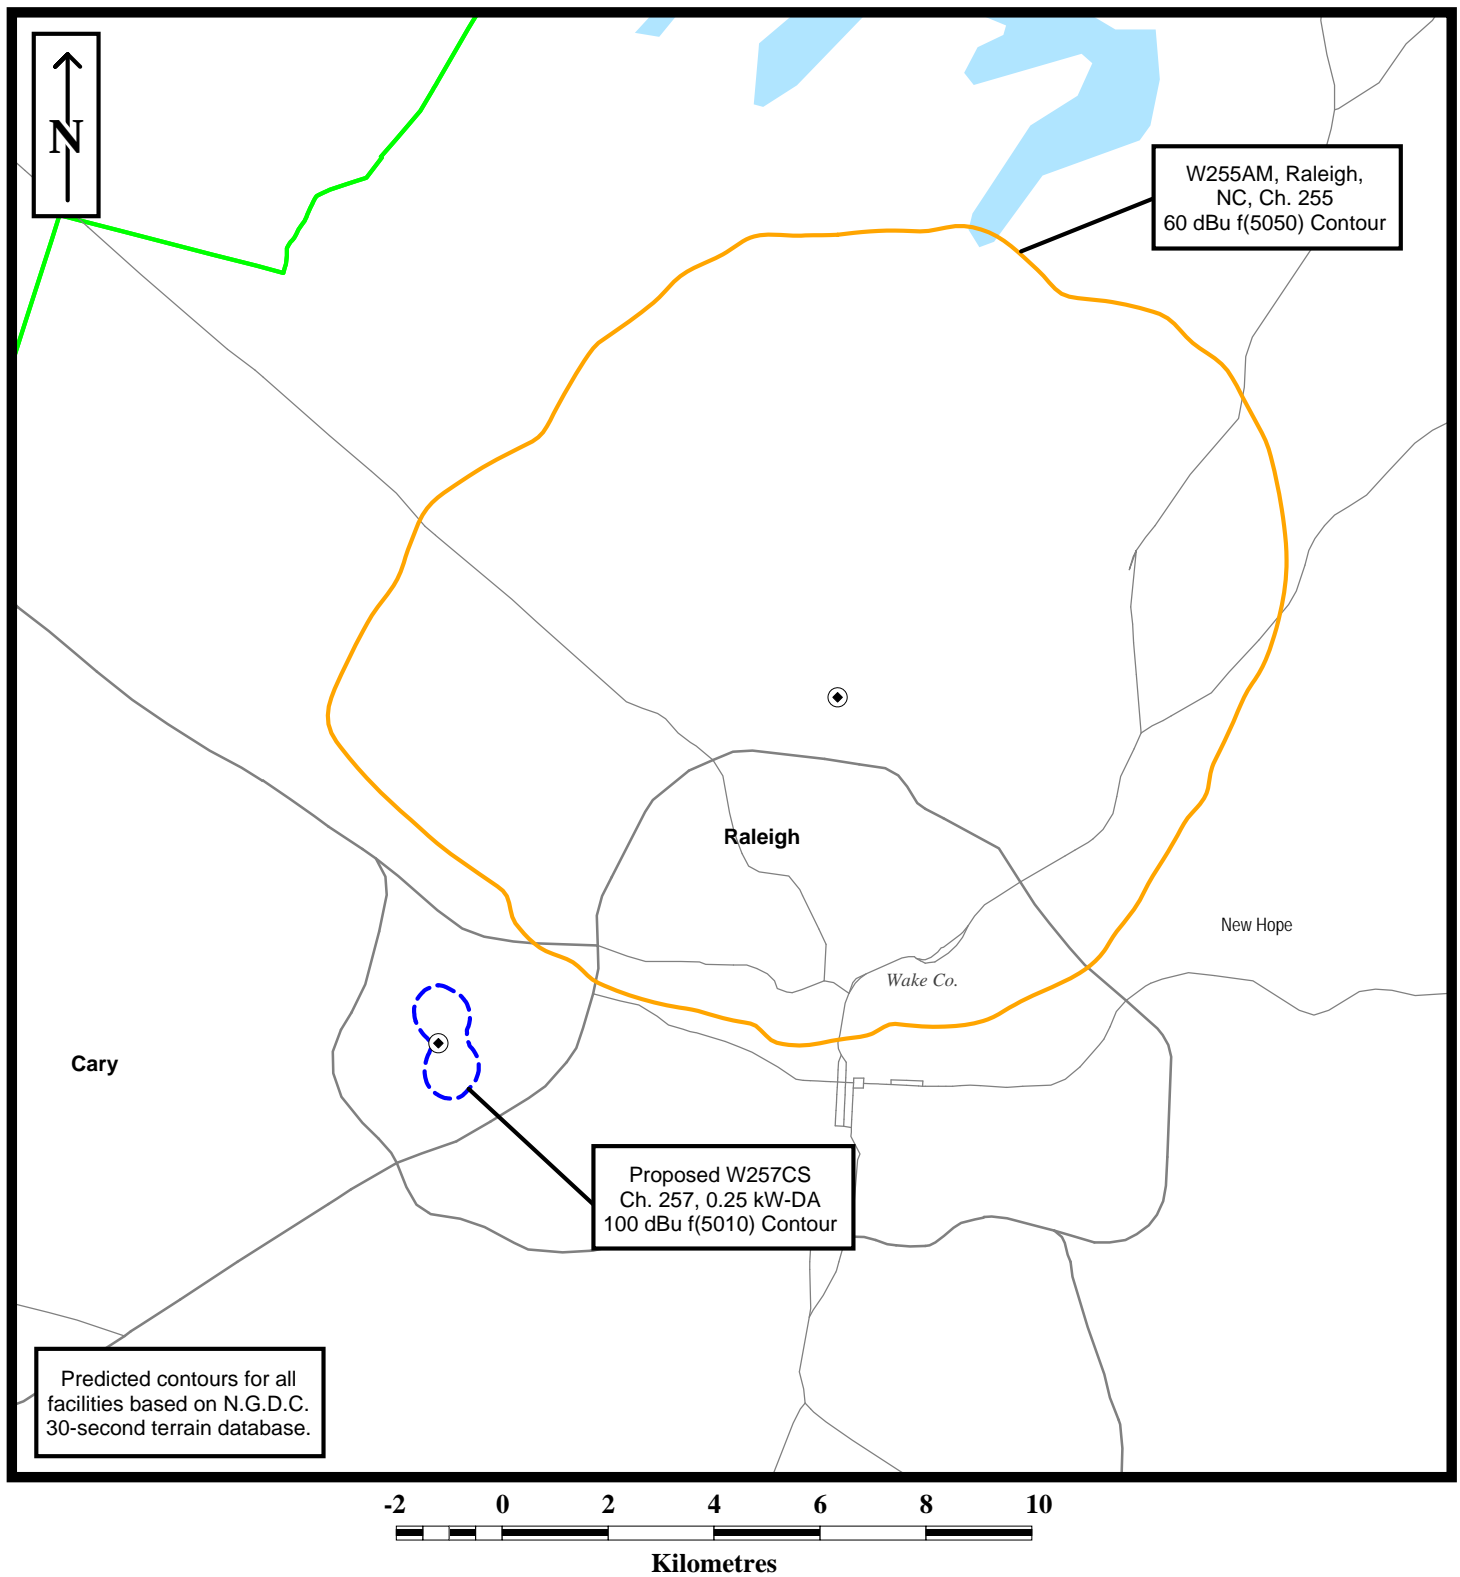 N
W255AM, Raleigh,
NC, Ch. 255
60 dBu f(5050) Contour
Raleigh
New Hope
Wake Co.
Cary
Proposed W257CS
Ch. 257, 0.25 kW-DA
100 dBu f(5010) Contour
Predicted contours for all
facilities based on N.G.D.C.
30-second terrain database.
-2 0 2 4 6 8 10
Kilometres